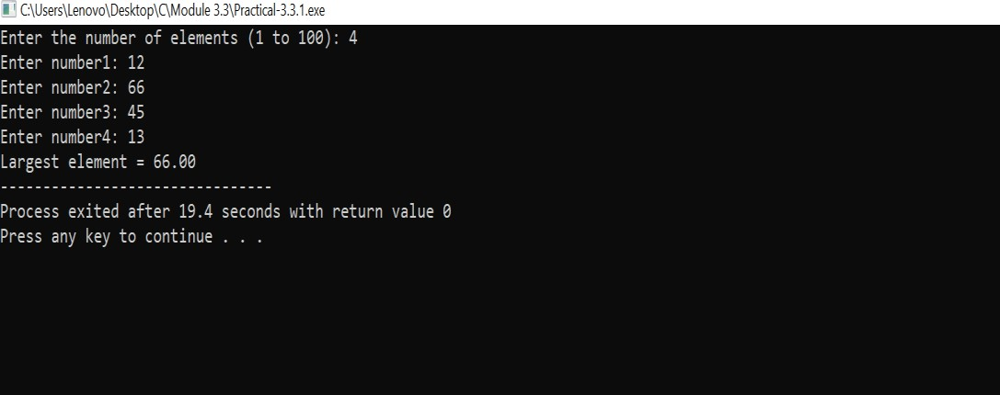 C:\Users\Lenovo\Desktop\C\Module 3.3\Practical-3.3.1.exe
Enter the number of elements (1 to 100): 4
Enter number1: 12
Enter number2: 66
Enter number3: 45
Enter number4: 13
Largest element = 66.00
--------------------------------
Process exited after 19.4 seconds with return value 0
Press any key to continue . . .